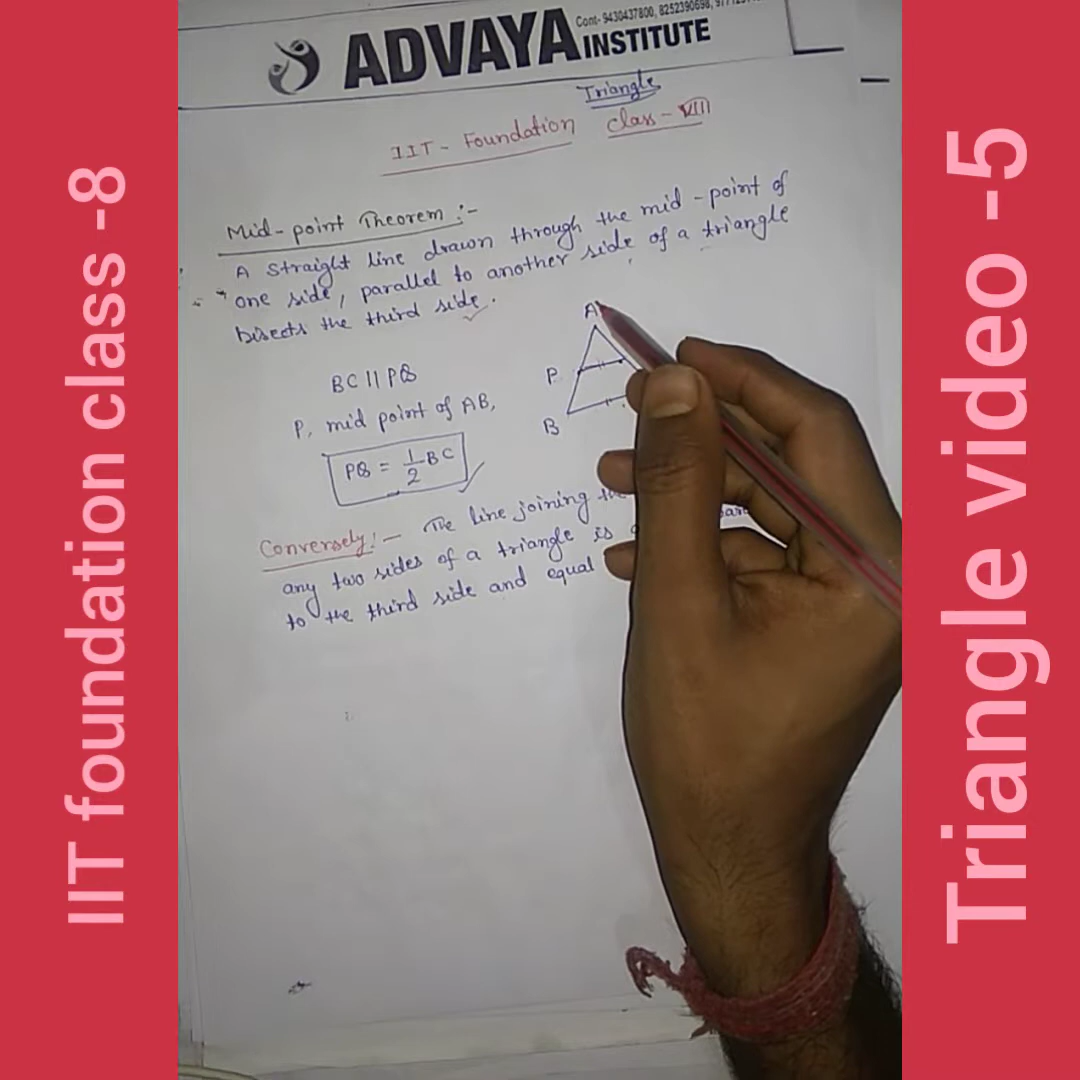 IIT foundation class -8
ADVAYA INSTITUTE
Cont- 9430437800, 8252390698,
Triangle
IIT - Foundation class - VIII
Mid-point Theorem :-
A straight line drawn through the mid-point of
one side, parallel to another side of a triangle
bisects the third side.
A
P
B
BC || PQ
P, mid point of AB,
PQ = 1/2 BC
Conversely:- The line joining
any two sides of a triangle is
to the third side and equal
Triangle video -5